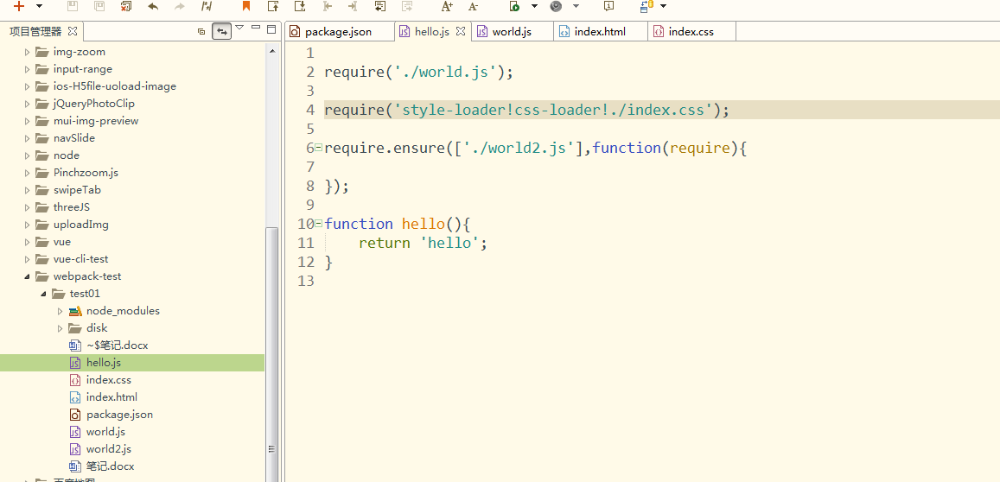 项目管理器
package.json
hello.js
world.js
index.html
index.css
img-zoom
input-range
ios-H5file-uoload-image
jQueryPhotoClip
mui-img-preview
navSlide
node
Pinchzoom.js
swipeTab
threeJS
uploadImg
vue
vue-cli-test
webpack-test
test01
node_modules
disk
~$笔记.docx
hello.js
index.css
index.html
package.json
world.js
world2.js
笔记.docx
百度地图
1
2 require('./world.js');
3
4 require('style-loader!css-loader!./index.css');
5
6 require.ensure(['./world2.js'],function(require){
7
8 });
9
10 function hello(){
11 return 'hello';
12 }
13